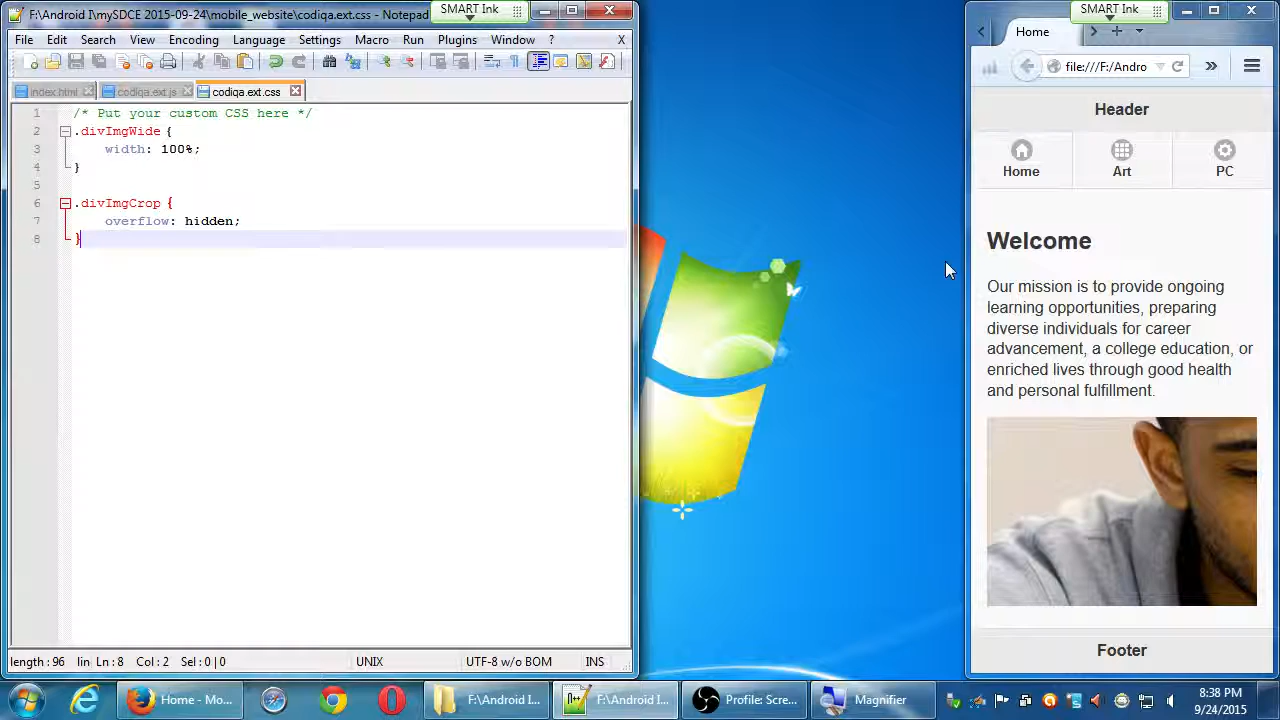 F:\Android I\mySDCE 2015-09-24\mobile_website\codiqa.ext.css - Notepad
SMART Ink
File Edit Search View Encoding Language Settings Macro Run Plugins Window ? X
index.html codiqa.ext.js codiqa.ext.css
1 /* Put your custom CSS here */
2 .divImgWide {
3 width: 100%;
4 }
5
6 .divImgCrop {
7 overflow: hidden;
8 }
length : 96 lin Ln : 8 Col : 2 Sel : 0 | 0 UNIX UTF-8 w/o BOM INS
SMART Ink
Home
file:///F:/Andro
Header
Home Art PC
Welcome
Our mission is to provide ongoing
learning opportunities, preparing
diverse individuals for career
advancement, a college education, or
enriched lives through good health
and personal fulfillment.
Footer
Home - Mo... F:\Android I... F:\Android I... Profile: Scre... Magnifier
8:38 PM
9/24/2015